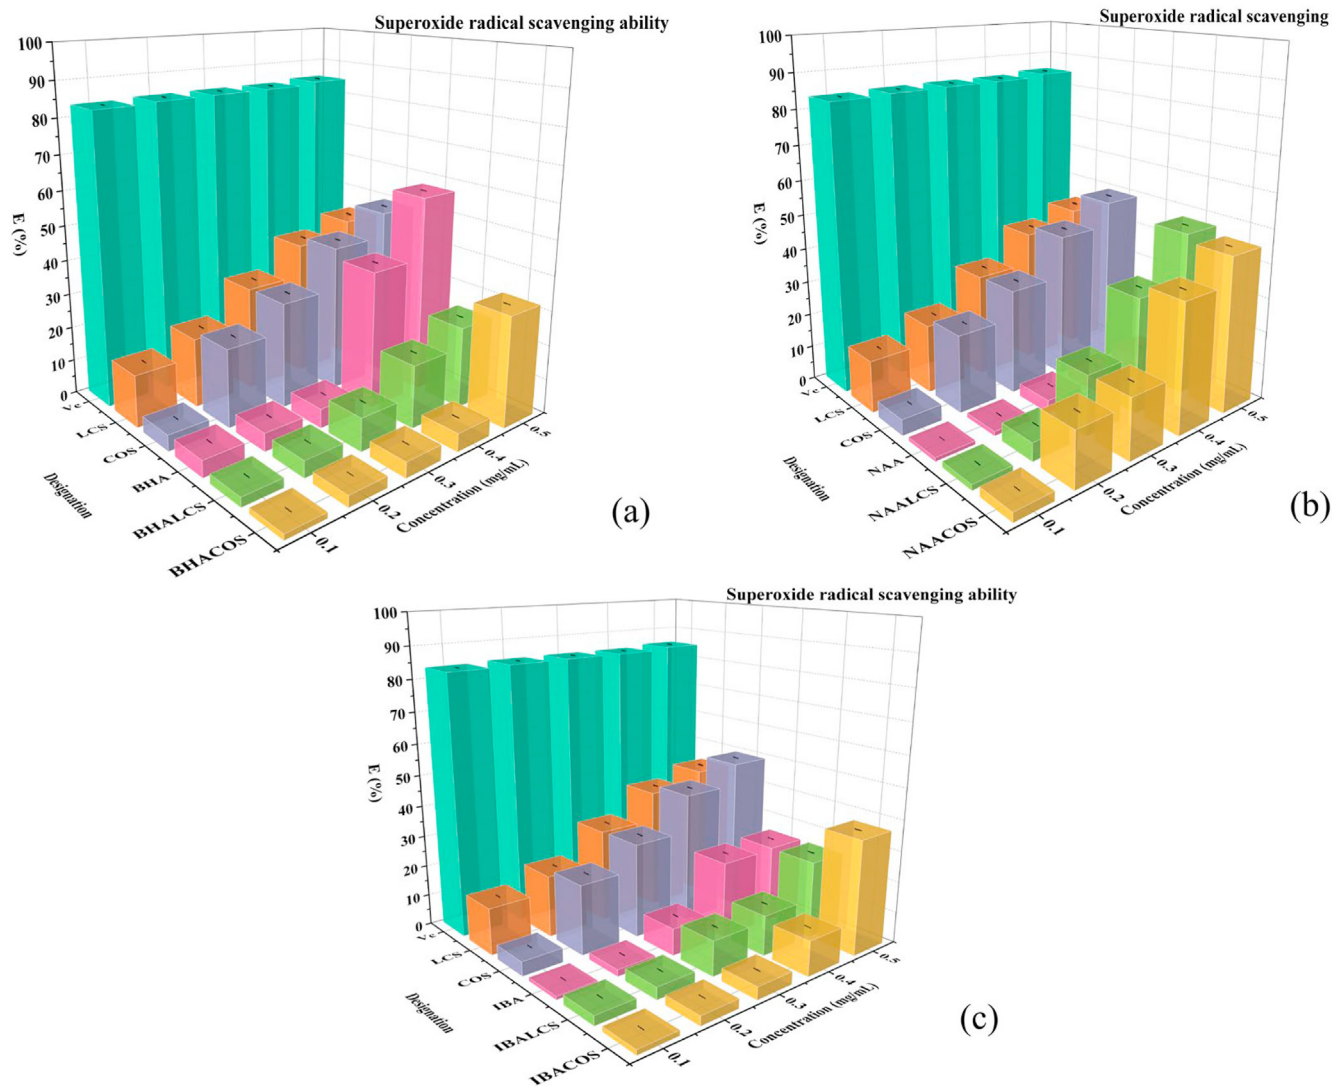 Superoxide radical scavenging ability
100
90
80
70
60
50
40
30
20
10
0
E (%)
Vc
LCS
COS
BHA
BHALCS
BHACOS
Designation
0.1
0.2
0.3
0.4
0.5
Concentration (mg/mL)
(a)
Superoxide radical scavenging
100
90
80
70
60
50
40
30
20
10
0
E (%)
Vc
LCS
COS
NAA
NAALCS
NAACOS
Designation
0.1
0.2
0.3
0.4
0.5
Concentration (mg/mL)
(b)
Superoxide radical scavenging ability
100
90
80
70
60
50
40
30
20
10
0
E (%)
Vc
LCS
COS
IBA
IBALCS
IBACOS
Designation
0.1
0.2
0.3
0.4
0.5
Concentration (mg/mL)
(c)